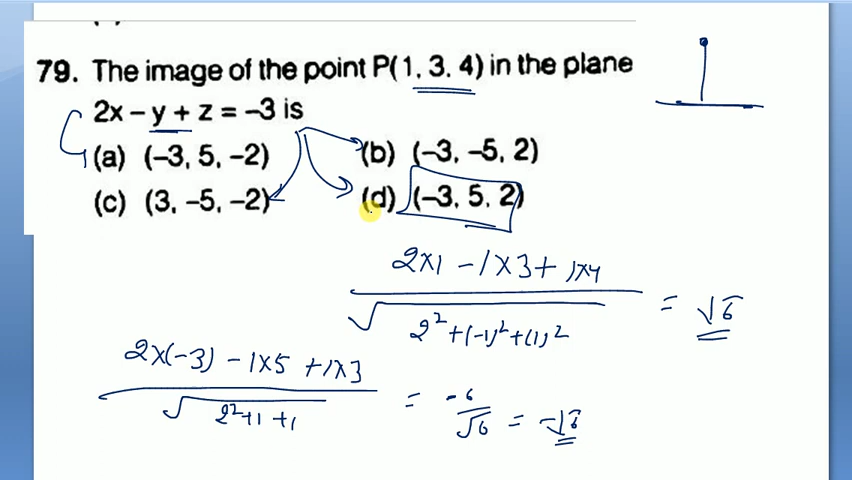 79. The image of the point P(1, 3, 4) in the plane
2x – y + z = –3 is
(a) (–3, 5, –2) (b) (–3, –5, 2)
(c) (3, –5, –2) (d) (–3, 5, 2)
2×1 – 1×3 + 1×4
√ 2² + (-1)² + (1)² = √6
2×(-3) – 1×5 + 1×3
√ 2²+1 +1 = -6/√6 = -√6